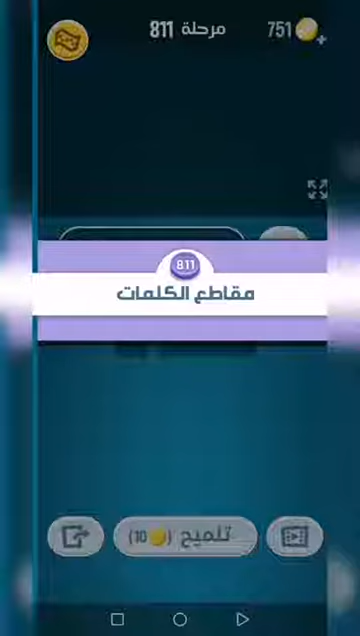 مرحلة 811
751
811
مقاطع الكلمات
تلميح (10)